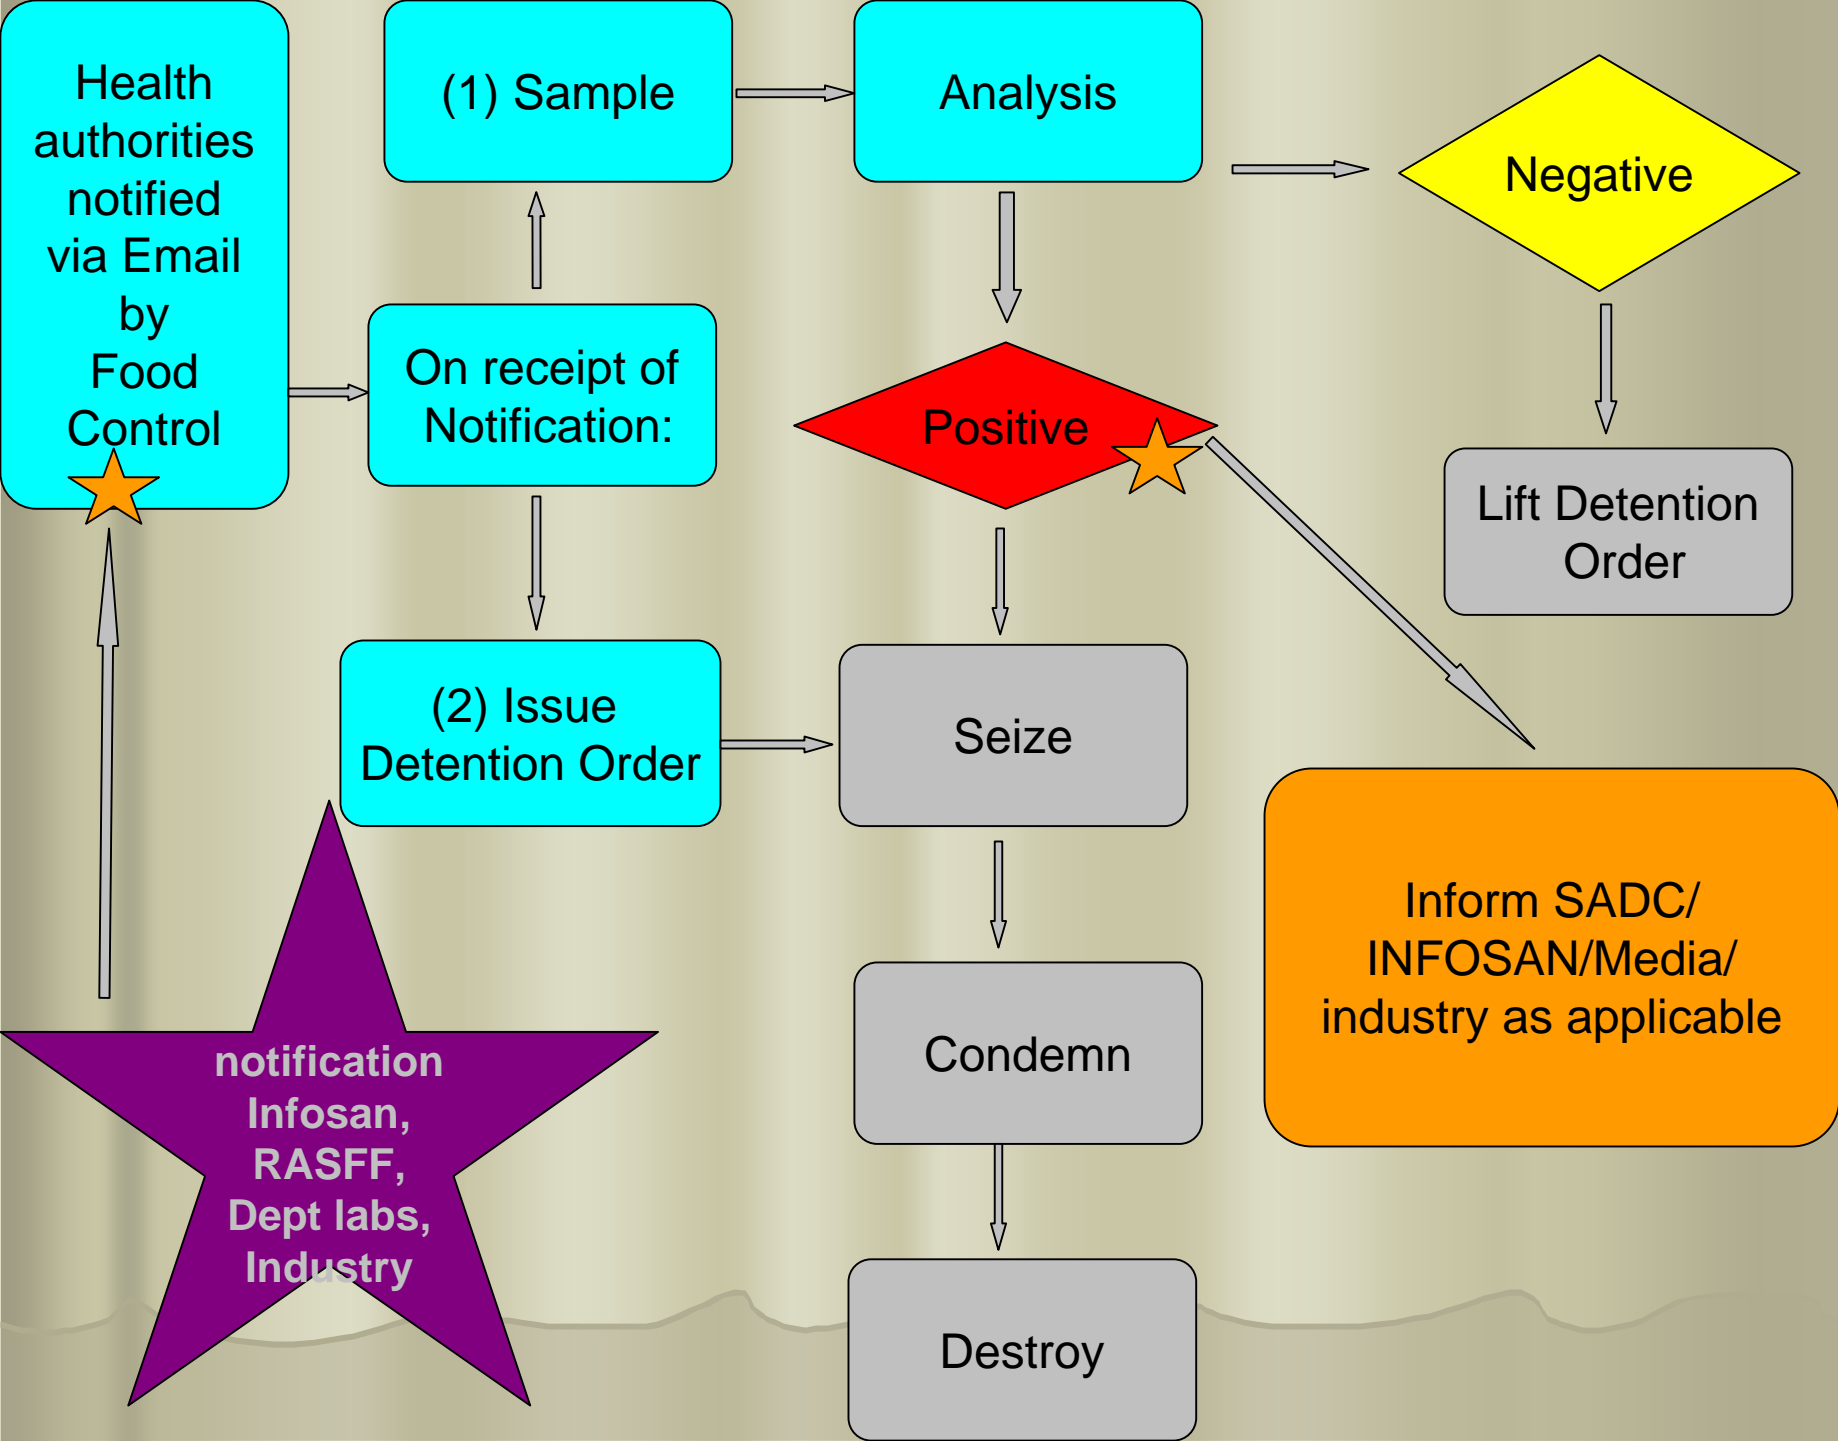 Health
authorities
notified
via Email
by
Food
Control
(1) Sample
Analysis
Negative
On receipt of
Notification:
Positive
Lift Detention
Order
(2) Issue
Detention Order
Seize
Inform SADC/
INFOSAN/Media/
industry as applicable
Condemn
notification
Infosan,
RASFF,
Dept labs,
Industry
Destroy